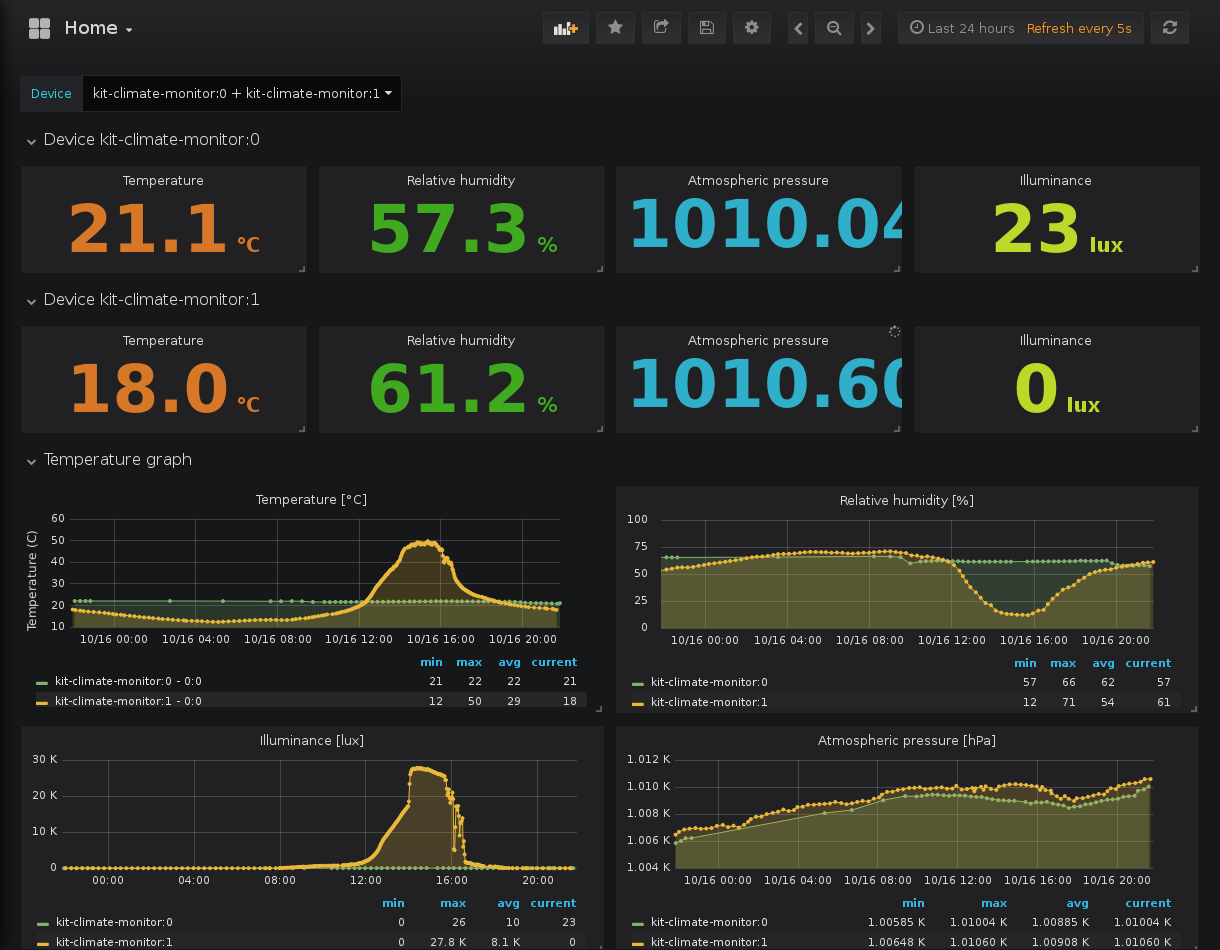 Home
Last 24 hours Refresh every 5s
Device kit-climate-monitor:0 + kit-climate-monitor:1
Device kit-climate-monitor:0
Temperature Relative humidity Atmospheric pressure Illuminance
21.1 °C 57.3 % 1010.04 23 lux
Device kit-climate-monitor:1
Temperature Relative humidity Atmospheric pressure Illuminance
18.0 °C 61.2 % 1010.60 0 lux
Temperature graph
Temperature [°C]
Temperature (C)
60
50
40
30
20
10
10/16 00:00 10/16 04:00 10/16 08:00 10/16 12:00 10/16 16:00 10/16 20:00
min max avg current
kit-climate-monitor:0 - 0:0 21 22 22 21
kit-climate-monitor:1 - 0:0 12 50 29 18
Relative humidity [%]
100
75
50
25
0
10/16 00:00 10/16 04:00 10/16 08:00 10/16 12:00 10/16 16:00 10/16 20:00
min max avg current
kit-climate-monitor:0 57 66 62 57
kit-climate-monitor:1 12 71 54 61
Illuminance [lux]
30 K
20 K
10 K
0
00:00 04:00 08:00 12:00 16:00 20:00
min max avg current
kit-climate-monitor:0 0 26 10 23
kit-climate-monitor:1 0 27.8 K 8.1 K 0
Atmospheric pressure [hPa]
1.012 K
1.010 K
1.008 K
1.006 K
1.004 K
10/16 00:00 10/16 04:00 10/16 08:00 10/16 12:00 10/16 16:00 10/16 20:00
min max avg current
kit-climate-monitor:0 1.00585 K 1.01004 K 1.00885 K 1.01004 K
kit-climate-monitor:1 1.00648 K 1.01060 K 1.00908 K 1.01060 K